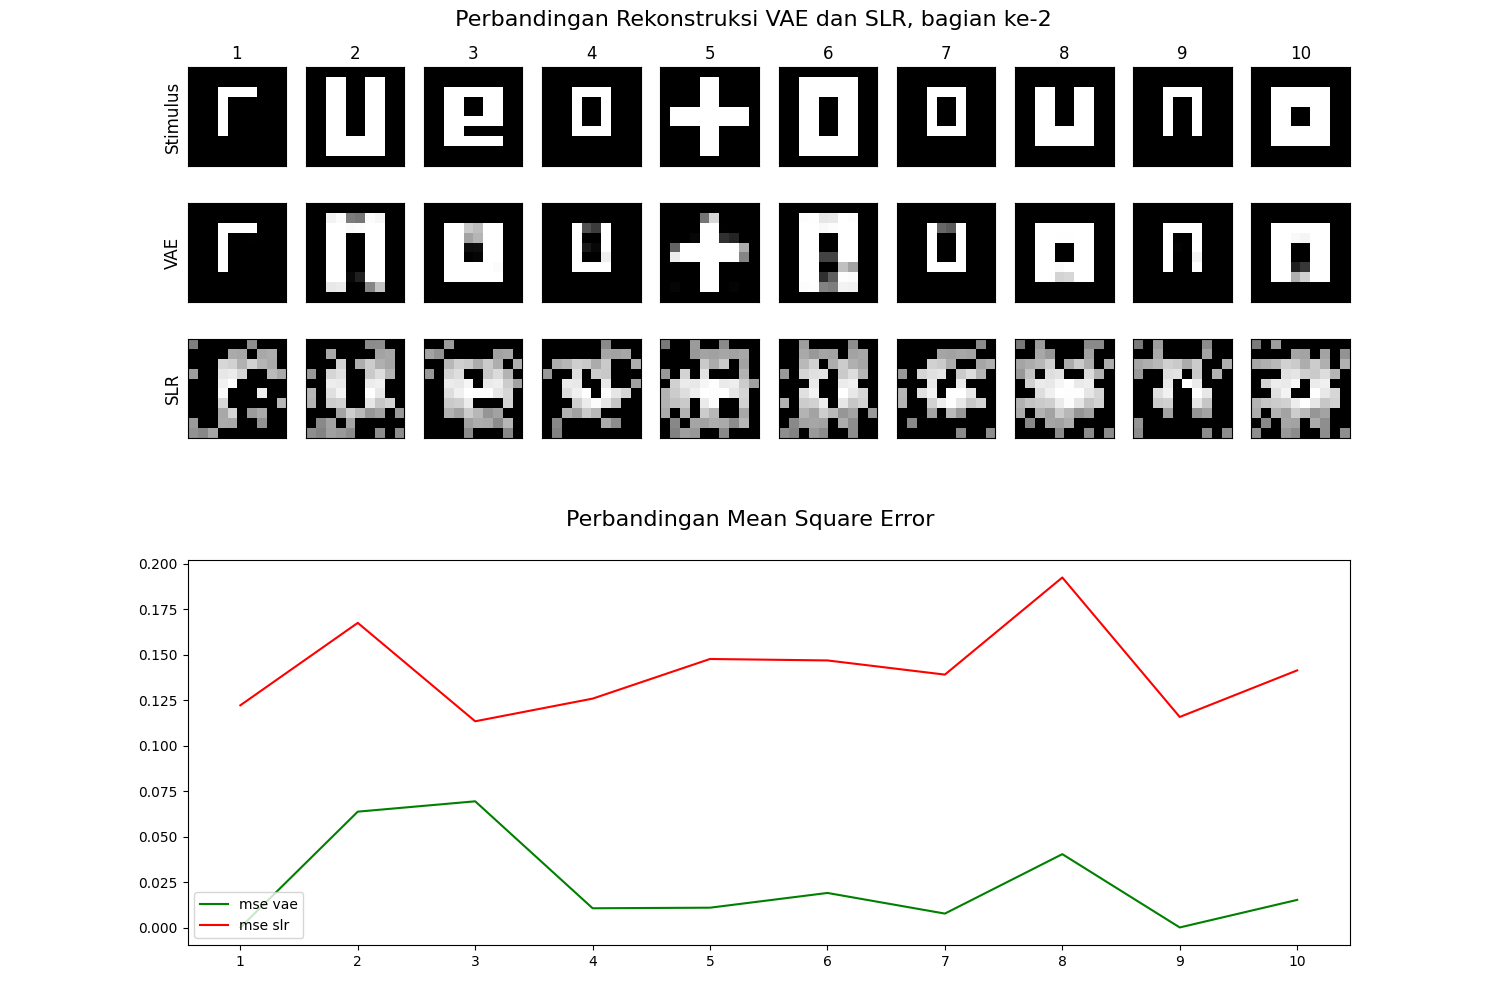 Perbandingan Rekonstruksi VAE dan SLR, bagian ke-2
1 2 3 4 5 6 7 8 9 10
Stimulus
VAE
SLR
Perbandingan Mean Square Error
0.200
0.175
0.150
0.125
0.100
0.075
0.050
0.025
0.000
mse vae
mse slr
1 2 3 4 5 6 7 8 9 10